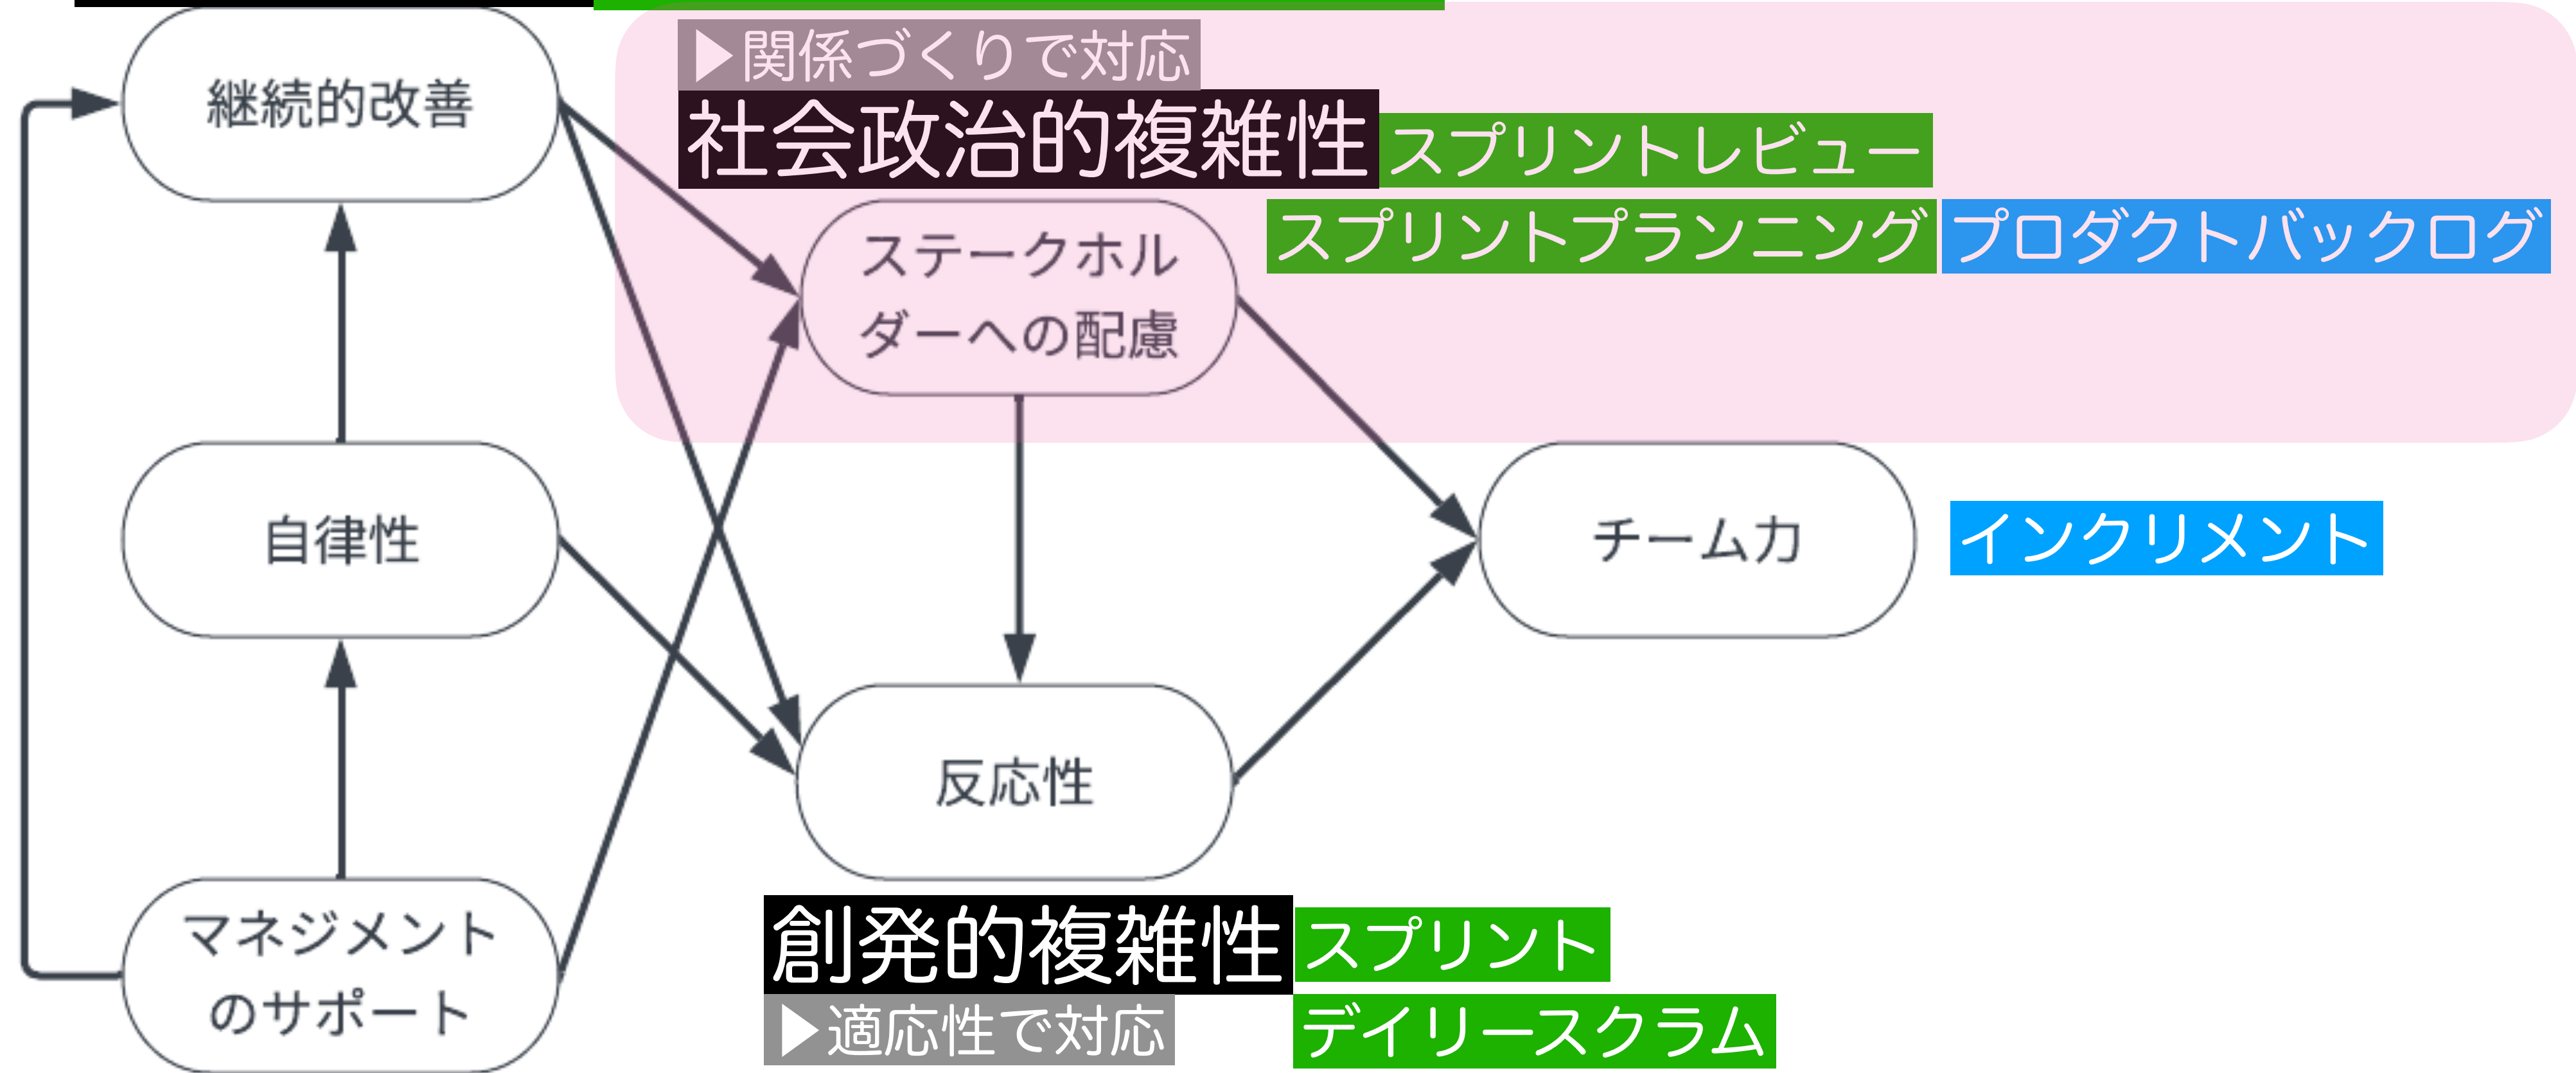 ▶関係づくりで対応
社会政治的複雑性 スプリントレビュー
スプリントプランニング プロダクトバックログ
継続的改善
ステークホル
ダーへの配慮
自律性
チーム力
インクリメント
反応性
マネジメント
のサポート
創発的複雑性 スプリント
▶適応性で対応 デイリースクラム